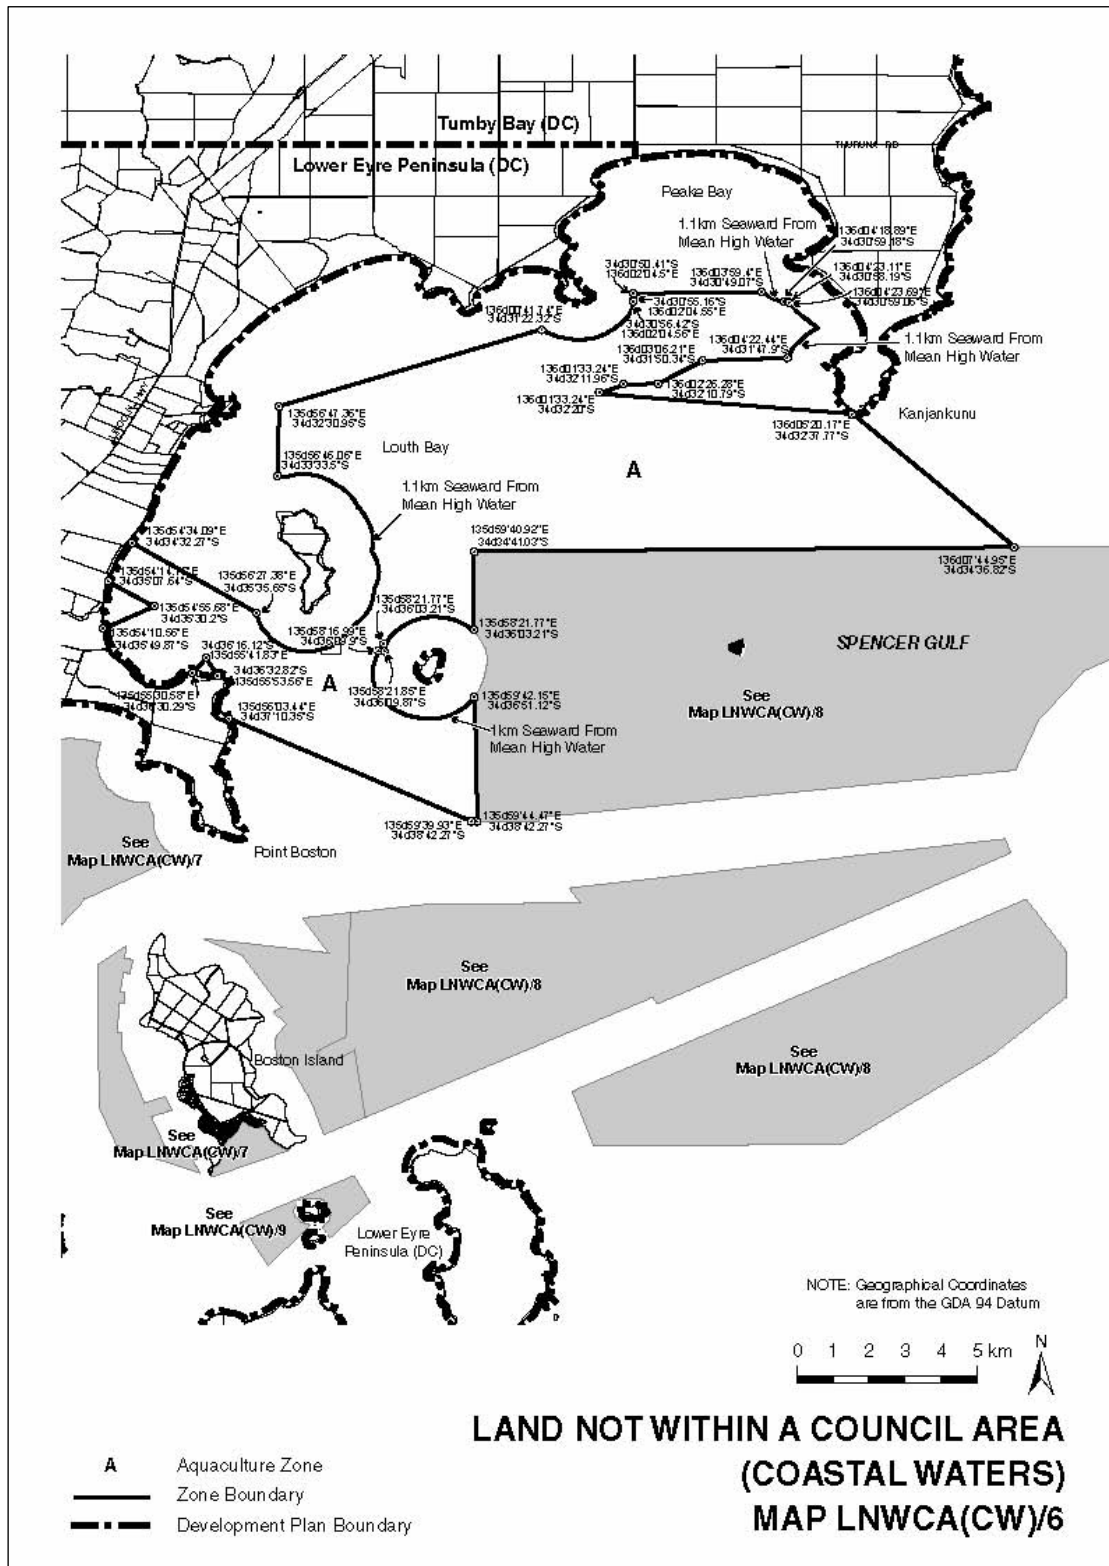 Tumby Bay (DC)
Lower Eyre Peninsula (DC)
Peake Bay
1.1km Seaward From
Mean High Water
136d04'18.89"E
34d30'59.18"S
34d30'50.41"S
136d02'04.5"E
136d03'59.4"E
34d30'49.07"S
136d04'23.11"E
34d30'58.19"S
136d04'23.69"E
34d30'59.06"S
136d00'41.74"E
34d31'22.32"S
34d30'55.16"S
136d02'04.55"E
34d30'56.42"S
136d02'04.56"E
136d04'22.44"E
34d31'47.9"S
1.1km Seaward From
Mean High Water
136d03'06.21"E
34d31'50.34"S
136d01'33.24"E
34d32'11.96"S
136d02'26.28"E
34d32'10.79"S
136d01'33.24"E
34d32'20"S
Kanjankunu
136d05'20.17"E
34d32'37.77"S
135d56'47.36"E
34d32'30.95"S
Louth Bay
135d56'46.06"E
34d33'33.5"S
A
1.1km Seaward From
Mean High Water
135d54'34.09"E
34d34'32.27"S
135d59'40.92"E
34d34'41.03"S
136d07'44.95"E
34d34'36.82"S
34d35'07.64"S
135d56'27.38"E
34d35'35.65"S
135d54'55.68"E
34d35'30.2"S
135d58'21.77"E
34d36'03.21"S
135d54'10.56"E
34d35'49.87"S
34d36'16.12"S
135d55'41.83"E
135d58'16.99"E
34d36'09.9"S
135d58'21.77"E
34d36'03.21"S
SPENCER GULF
34d36'32.82"S
135d55'53.56"E
A
135d55'30.58"E
34d36'30.29"S
135d58'21.85"E
34d36'09.87"S
135d59'42.15"E
34d36'51.12"S
See
Map LNWCA(CW)/8
135d56'03.44"E
34d37'10.35"S
1km Seaward From
Mean High Water
135d59'39.93"E
34d38'42.27"S
135d59'44.47"E
34d38'42.27"S
See
Map LNWCA(CW)/7
Point Boston
See
Map LNWCA(CW)/8
See
Map LNWCA(CW)/8
Boston Island
See
Map LNWCA(CW)/7
See
Map LNWCA(CW)/9
Lower Eyre
Peninsula (DC)
NOTE: Geographical Coordinates
are from the GDA 94 Datum
0 1 2 3 4 5 km
N
LAND NOT WITHIN A COUNCIL AREA
(COASTAL WATERS)
MAP LNWCA(CW)/6
A Aquaculture Zone
Zone Boundary
Development Plan Boundary